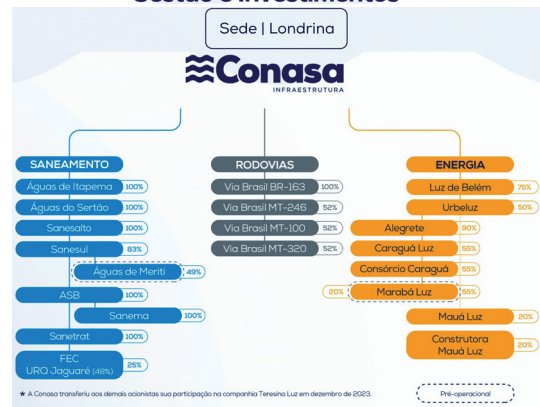 Gestão e Investimentos
Sede | Londrina
Conasa
INFRAESTRUTURA
SANEAMENTO
Águas de Itapema 100%
Águas do Sertão 100%
Sanesalto 100%
Sanesul 83%
Águas de Meriti 49%
ASB 100%
Sanema 100%
Sanetrat 100%
FEC
URQ Jaguaré (48%) 25%
RODOVIAS
Via Brasil BR-163 100%
Via Brasil MT-246 52%
Via Brasil MT-100 52%
Via Brasil MT-320 52%
ENERGIA
Luz de Belém 75%
Urbeluz 50%
Alegrete 90%
Caraguá Luz 55%
Consórcio Caraguá 55%
20% Marabá Luz 55%
Mauá Luz 20%
Construtora
Mauá Luz 20%
★ A Conasa transferiu aos demais acionistas sua participação na companhia Teresina Luz em dezembro de 2023.
Pré-operacional